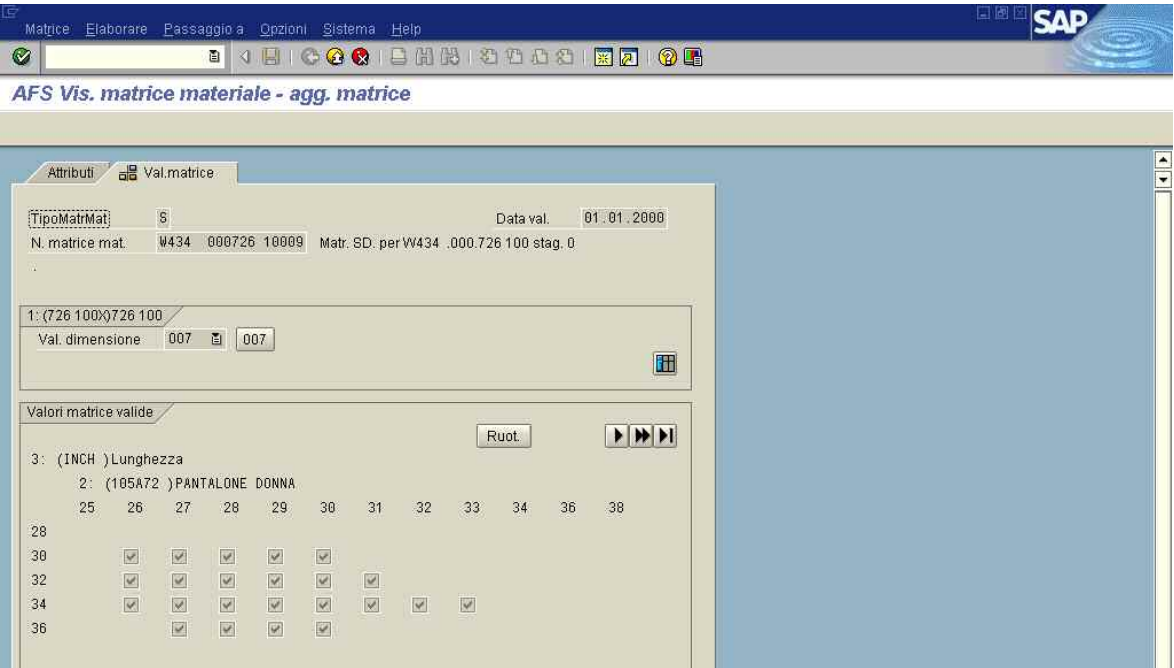 Matrice Elaborare Passaggio a Opzioni Sistema Help
SAP
AFS Vis. matrice materiale - agg. matrice
Attributi Val.matrice
TipoMatrMat S Data val. 01.01.2000
N. matrice mat. W434 000726 10009 Matr. SD. per W434 .000.726 100 stag. 0
.
1: (726 100X)726 100
Val. dimensione 007 007
Valori matrice valide
Ruot.
3: (INCH )Lunghezza
2: (105A72 )PANTALONE DONNA
25 26 27 28 29 30 31 32 33 34 36 38
28
30
32
34
36